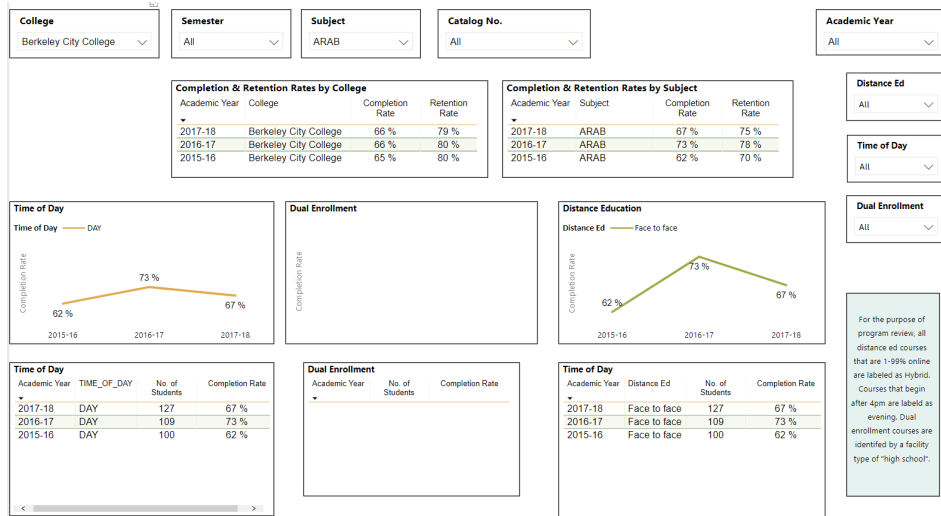 College
Berkeley City College
Semester
All
Subject
ARAB
Catalog No.
All
Academic Year
All
Completion & Retention Rates by College
Academic Year College Completion Rate Retention Rate
2017-18 Berkeley City College 66 % 79 %
2016-17 Berkeley City College 66 % 80 %
2015-16 Berkeley City College 65 % 80 %
Completion & Retention Rates by Subject
Academic Year Subject Completion Rate Retention Rate
2017-18 ARAB 67 % 75 %
2016-17 ARAB 73 % 78 %
2015-16 ARAB 62 % 70 %
Distance Ed
All
Time of Day
All
Dual Enrollment
All
Time of Day
Time of Day DAY
Completion Rate
62 %
73 %
67 %
2015-16 2016-17 2017-18
Dual Enrollment
Completion Rate
Distance Education
Distance Ed Face to face
Completion Rate
62 %
73 %
67 %
2015-16 2016-17 2017-18
Time of Day
Academic Year TIME_OF_DAY No. of Students Completion Rate
2017-18 DAY 127 67 %
2016-17 DAY 109 73 %
2015-16 DAY 100 62 %
Dual Enrollment
Academic Year No. of Students Completion Rate
Time of Day
Academic Year Distance Ed No. of Students Completion Rate
2017-18 Face to face 127 67 %
2016-17 Face to face 109 73 %
2015-16 Face to face 100 62 %
For the purpose of
program review, all
distance ed courses
that are 1-99% online
are labeled as Hybrid.
Courses that begin
after 4pm are labeld as
evening. Dual
enrollment courses are
identifed by a facility
type of "high school".